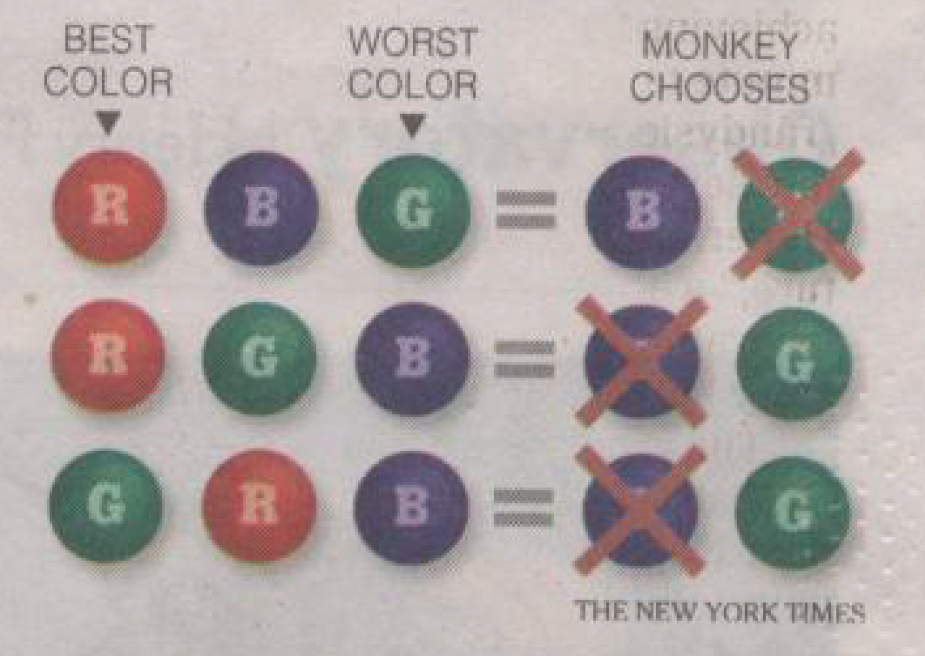 BEST
COLOR
WORST
COLOR
MONKEY
CHOOSES
R B G = B
R G B = G
G R B = G
THE NEW YORK TIMES